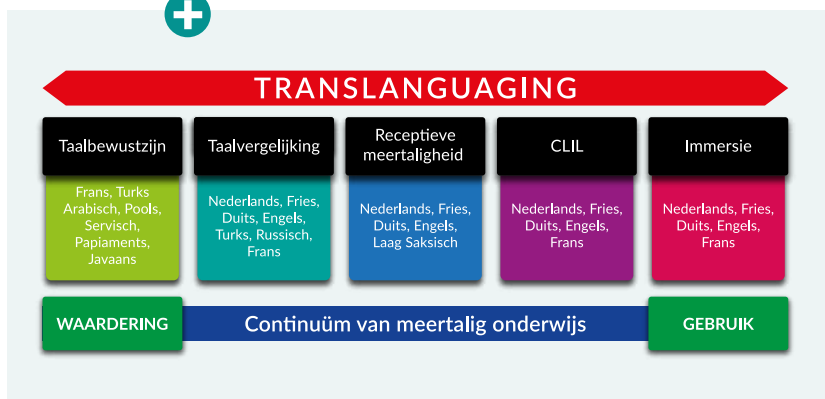 TRANSLANGUAGING
Taalbewustzijn
Frans, Turks
Arabisch, Pools,
Servisch,
Papiaments,
Javaans
Taalvergelijking
Nederlands, Fries,
Duits, Engels,
Turks, Russisch,
Frans
Receptieve
meertaligheid
Nederlands, Fries,
Duits, Engels,
Laag Saksisch
CLIL
Nederlands, Fries,
Duits, Engels,
Frans
Immersie
Nederlands, Fries,
Duits, Engels,
Frans
WAARDERING
Continuüm van meertalig onderwijs
GEBRUIK